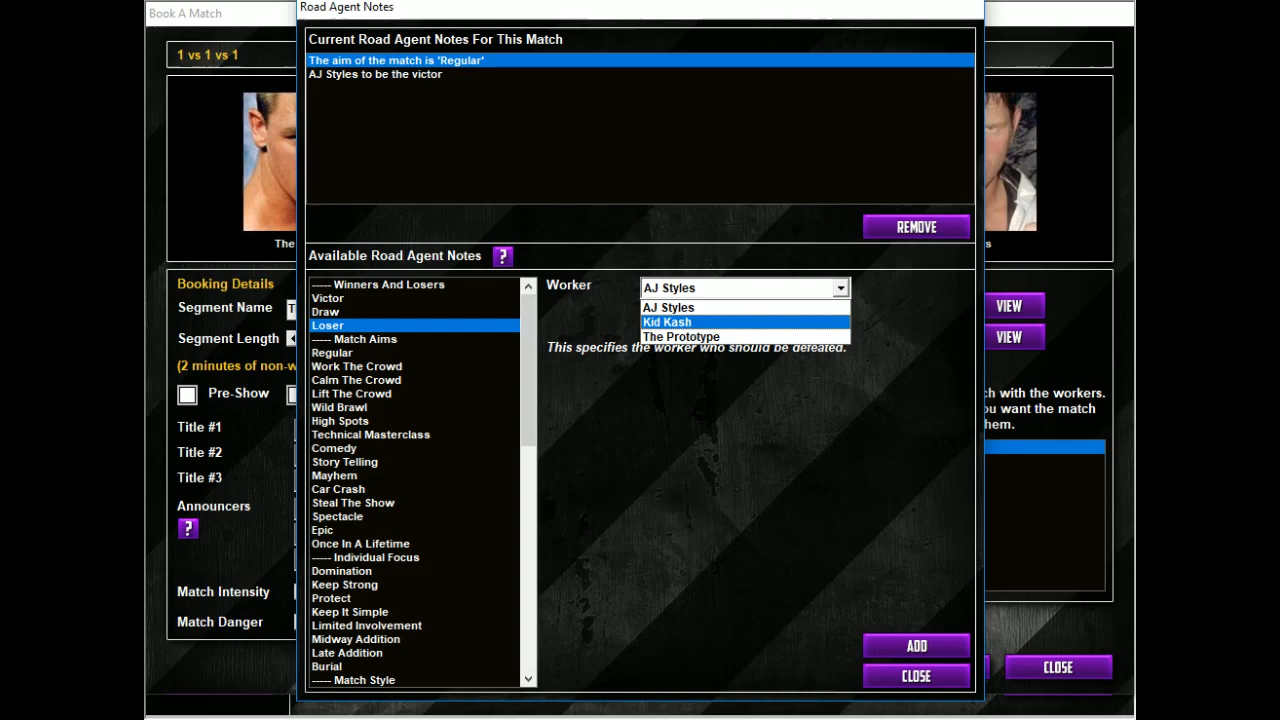 Book A Match
Road Agent Notes
1 vs 1 vs 1
Current Road Agent Notes For This Match
The aim of the match is 'Regular'
AJ Styles to be the victor
The
s
REMOVE
Available Road Agent Notes ?
----- Winners And Losers
Victor
Draw
Loser
----- Match Aims
Regular
Work The Crowd
Calm The Crowd
Lift The Crowd
Wild Brawl
High Spots
Technical Masterclass
Comedy
Story Telling
Mayhem
Car Crash
Steal The Show
Spectacle
Epic
Once In A Lifetime
----- Individual Focus
Domination
Keep Strong
Protect
Keep It Simple
Limited Involvement
Midway Addition
Late Addition
Burial
----- Match Style
Worker
AJ Styles
AJ Styles
Kid Kash
The Prototype
This specifies the worker who should be defeated.
ADD
CLOSE
Booking Details
Segment Name T
Segment Length
(2 minutes of non-w
Pre-Show
Title #1
Title #2
Title #3
Announcers
?
Match Intensity
Match Danger
VIEW
VIEW
ch with the workers.
ou want the match
hem.
CLOSE